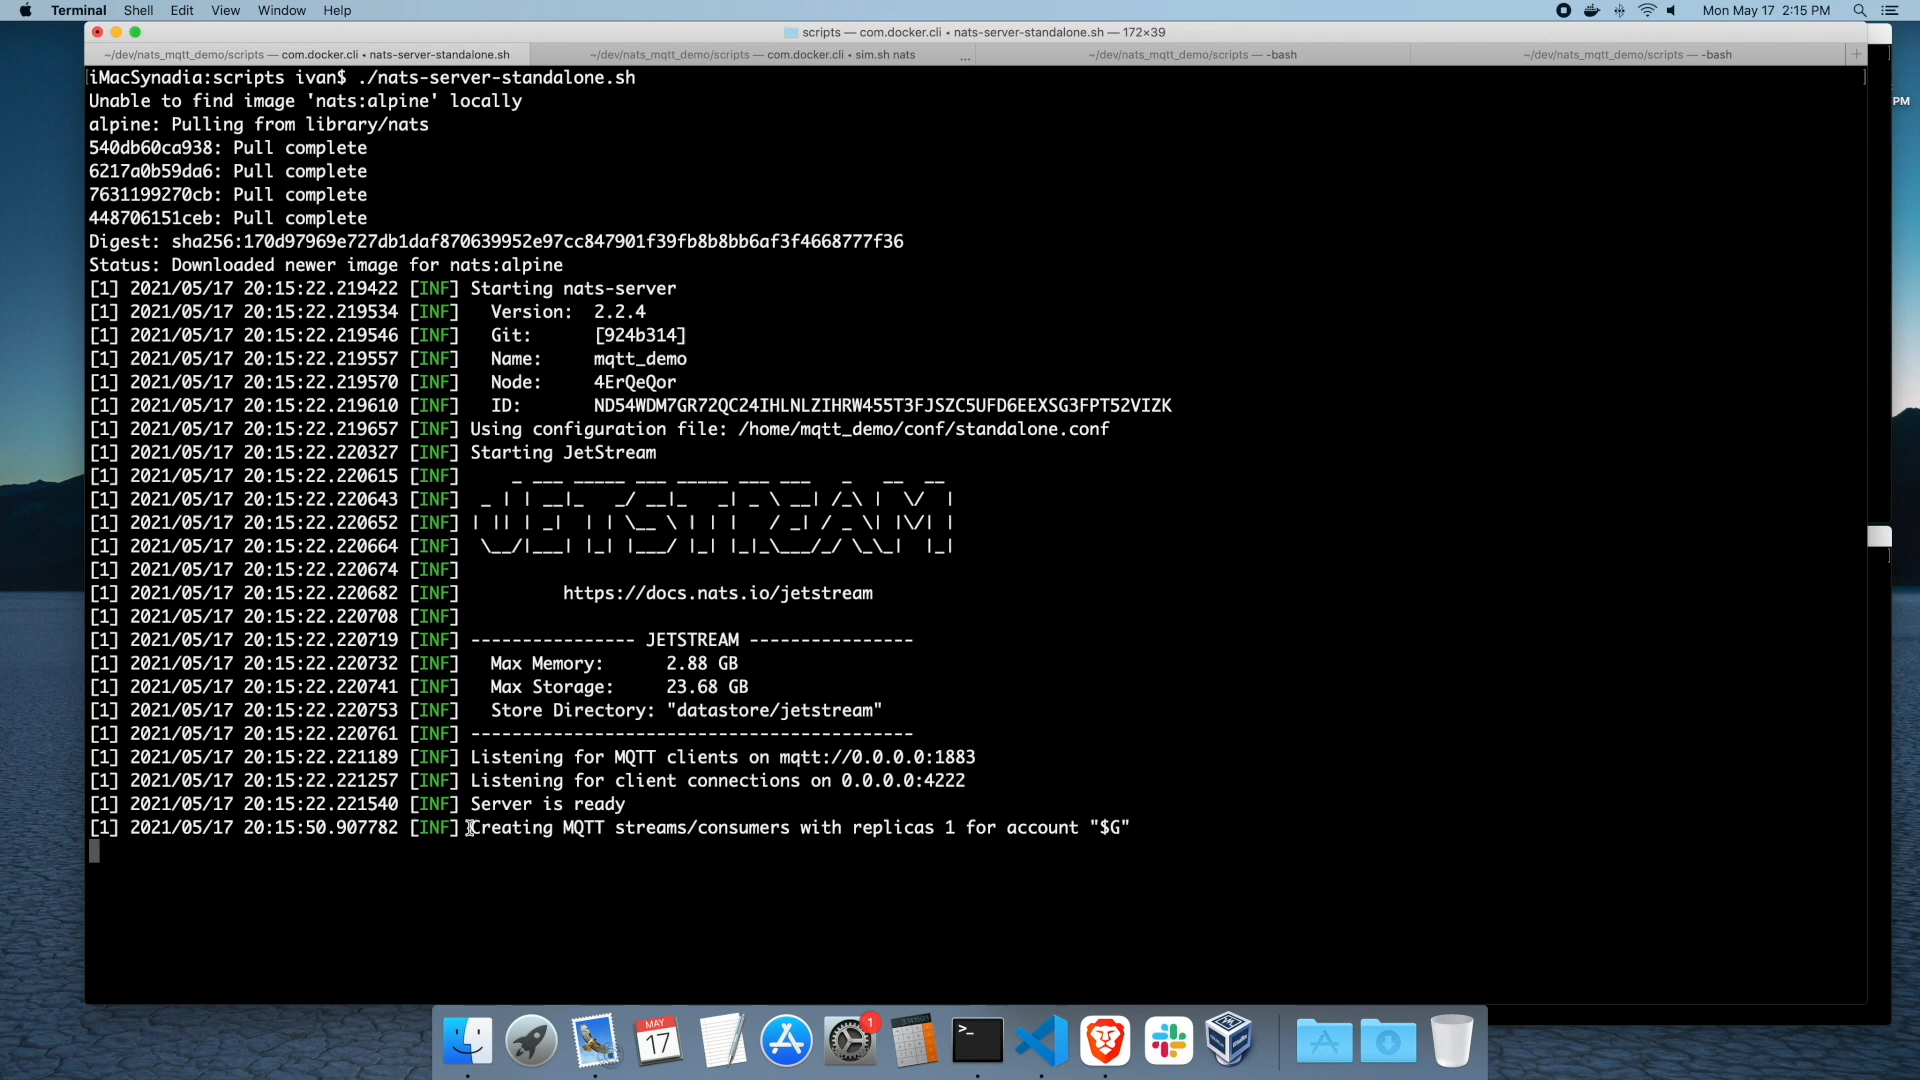 Terminal Shell Edit View Window Help Mon May 17 2:15 PM
scripts — com.docker.cli ◂ nats-server-standalone.sh — 172×39
~/dev/nats_mqtt_demo/scripts — com.docker.cli ◂ nats-server-standalone.sh ~/dev/nats_mqtt_demo/scripts — com.docker.cli ◂ sim.sh nats ... ~/dev/nats_mqtt_demo/scripts — -bash ~/dev/nats_mqtt_demo/scripts — -bash +
[iMacSynadia:scripts ivan$ ./nats-server-standalone.sh ]
Unable to find image 'nats:alpine' locally
PM
alpine: Pulling from library/nats
540db60ca938: Pull complete
6217a0b59da6: Pull complete
7631199270cb: Pull complete
448706151ceb: Pull complete
Digest: sha256:170d97969e727db1daf870639952e97cc847901f39fb8b8bb6af3f4668777f36
Status: Downloaded newer image for nats:alpine
[1] 2021/05/17 20:15:22.219422 [INF] Starting nats-server
[1] 2021/05/17 20:15:22.219534 [INF]   Version:  2.2.4
[1] 2021/05/17 20:15:22.219546 [INF]   Git:      [924b314]
[1] 2021/05/17 20:15:22.219557 [INF]   Name:     mqtt_demo
[1] 2021/05/17 20:15:22.219570 [INF]   Node:     4ErQeQor
[1] 2021/05/17 20:15:22.219610 [INF]   ID:       ND54WDM7GR72QC24IHLNLZIHRW455T3FJSZC5UFD6EEXSG3FPT52VIZK
[1] 2021/05/17 20:15:22.219657 [INF] Using configuration file: /home/mqtt_demo/conf/standalone.conf
[1] 2021/05/17 20:15:22.220327 [INF] Starting JetStream
[1] 2021/05/17 20:15:22.220615 [INF]     _ ___ _____ ___ _____ ___ ___   _   __  __
[1] 2021/05/17 20:15:22.220643 [INF]  _ | | __|_   _/ __|_   _| _ \ __| /_\ |  \/  |
[1] 2021/05/17 20:15:22.220652 [INF] | || | _|  | | \__ \ | | |   / _| / _ \| |\/| |
[1] 2021/05/17 20:15:22.220664 [INF]  \__/|___| |_| |___/ |_| |_|_\___/_/ \_\_|  |_|
[1] 2021/05/17 20:15:22.220674 [INF]
[1] 2021/05/17 20:15:22.220682 [INF]          https://docs.nats.io/jetstream
[1] 2021/05/17 20:15:22.220708 [INF]
[1] 2021/05/17 20:15:22.220719 [INF] ---------------- JETSTREAM ----------------
[1] 2021/05/17 20:15:22.220732 [INF]   Max Memory:      2.88 GB
[1] 2021/05/17 20:15:22.220741 [INF]   Max Storage:     23.68 GB
[1] 2021/05/17 20:15:22.220753 [INF]   Store Directory: "datastore/jetstream"
[1] 2021/05/17 20:15:22.220761 [INF] -------------------------------------------
[1] 2021/05/17 20:15:22.221189 [INF] Listening for MQTT clients on mqtt://0.0.0.0:1883
[1] 2021/05/17 20:15:22.221257 [INF] Listening for client connections on 0.0.0.0:4222
[1] 2021/05/17 20:15:22.221540 [INF] Server is ready
[1] 2021/05/17 20:15:50.907782 [INF] Creating MQTT streams/consumers with replicas 1 for account "$G"
MAY 1
17 >_